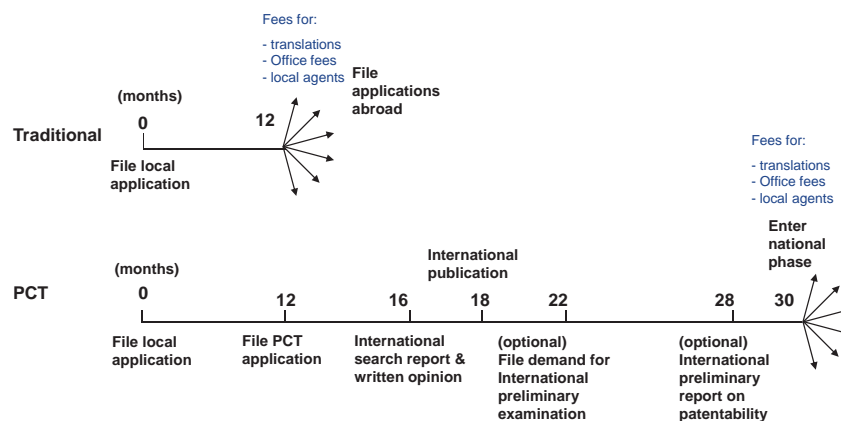 Fees for:
- translations
- Office fees
- local agents
File
applications
abroad
(months)
0
12
Traditional
File local
application
Fees for:
- translations
- Office fees
- local agents
Enter
national
phase
International
publication
(months)
PCT
0
12
16
18
22
28
30
File local
application
File PCT
application
International
search report &
written opinion
(optional)
File demand for
International
preliminary
examination
(optional)
International
preliminary
report on
patentability